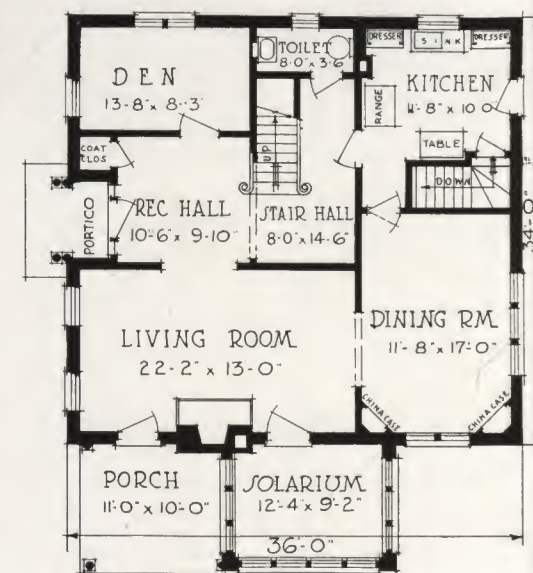 DEN
13'-8" x 8'-3"
TOILET
8'-0" x 3'-6"
DRESSER
SINK
DRESSER
KITCHEN
11'-8" x 10'-0"
RANGE
TABLE
COAT
CLOS
UP
DOWN
PORTICO
REC HALL
10'-6" x 9'-10"
STAIR HALL
8'-0" x 14'-6"
34'-0"
LIVING ROOM
22'-2" x 13'-0"
DINING RM
11'-8" x 17'-0"
CHINA CASE
CHINA CASE
PORCH
11'-0" x 10'-0"
SOLARIUM
12'-4" x 9'-2"
36'-0"